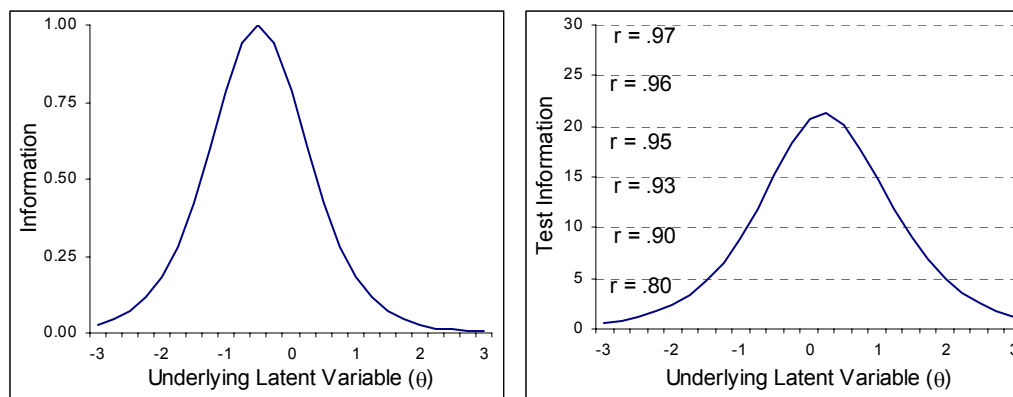 Information
1.00
0.75
0.50
0.25
0.00
-3 -2 -1 0 1 2 3
Underlying Latent Variable (θ)
Test Information
30
25
20
15
10
5
0
r = .97
r = .96
r = .95
r = .93
r = .90
r = .80
-3 -2 -1 0 1 2 3
Underlying Latent Variable (θ)